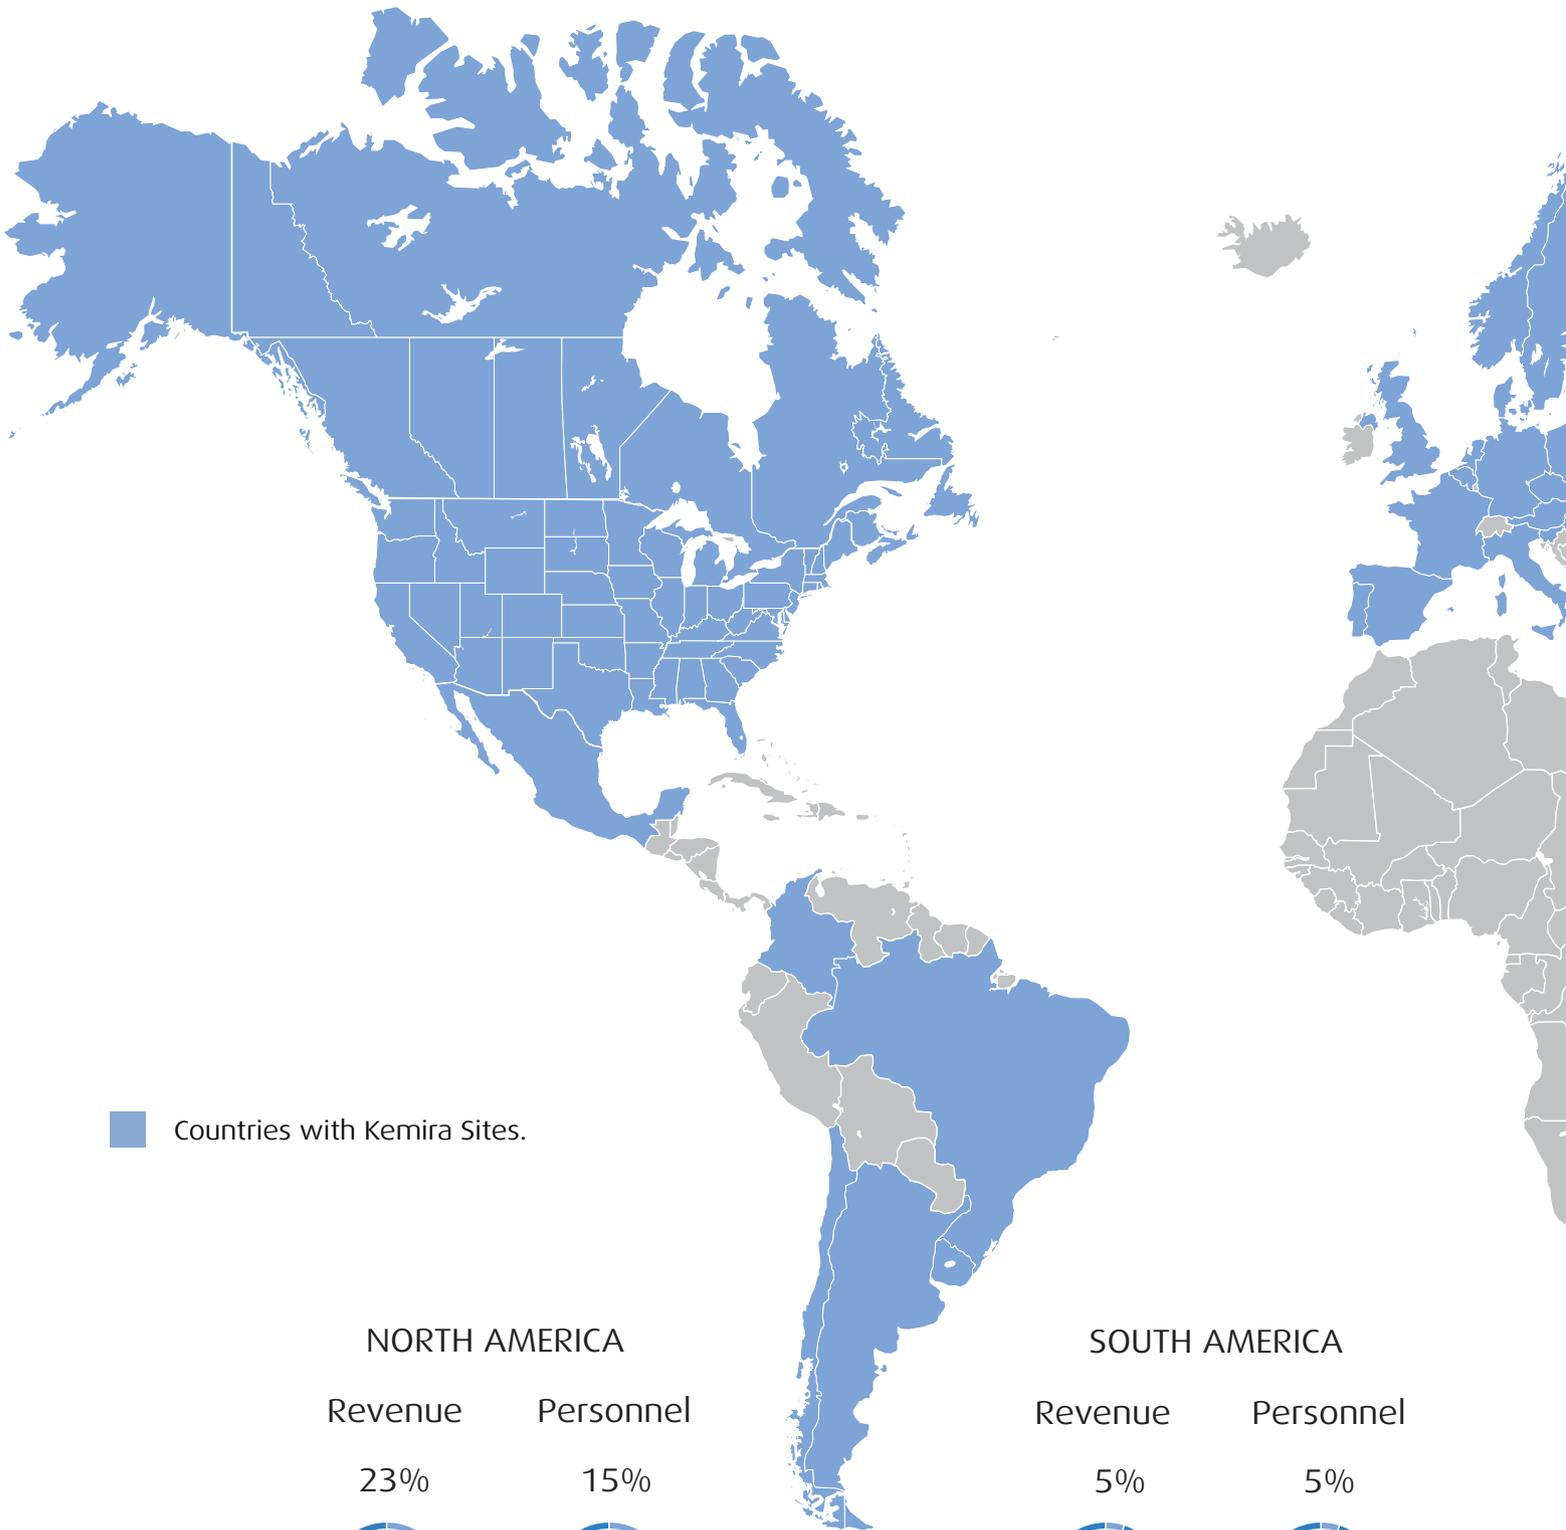 Countries with Kemira Sites.
NORTH AMERICA
Revenue Personnel
23% 15%
SOUTH AMERICA
Revenue Personnel
5% 5%